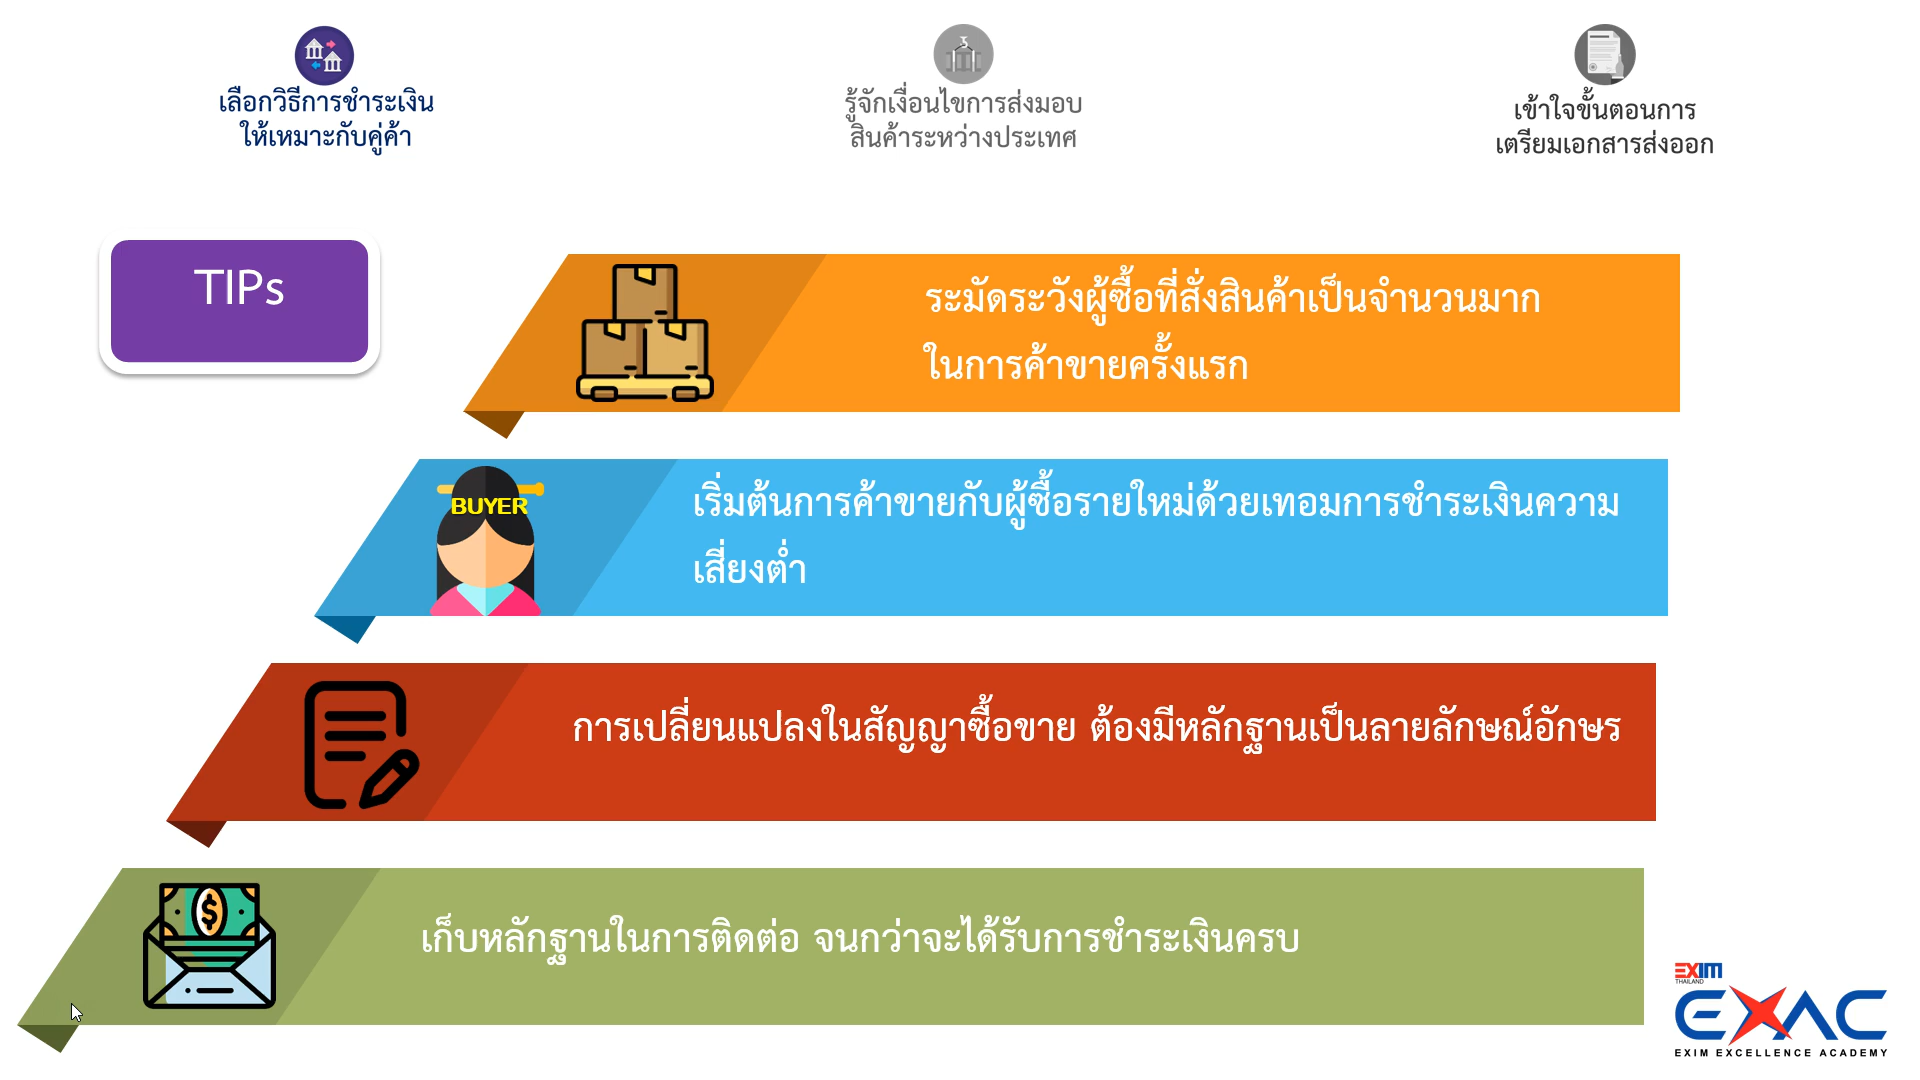 เลือกวิธีการชำระเงิน
ให้เหมาะกับคู่ค้า
รู้จักเงื่อนไขการส่งมอบ
สินค้าระหว่างประเทศ
เข้าใจขั้นตอนการ
เตรียมเอกสารส่งออก
TIPs
ระมัดระวังผู้ซื้อที่สั่งสินค้าเป็นจำนวนมาก
ในการค้าขายครั้งแรก
BUYER
เริ่มต้นการค้าขายกับผู้ซื้อรายใหม่ด้วยเทอมการชำระเงินความ
เสี่ยงต่ำ
การเปลี่ยนแปลงในสัญญาซื้อขาย ต้องมีหลักฐานเป็นลายลักษณ์อักษร
เก็บหลักฐานในการติดต่อ จนกว่าจะได้รับการชำระเงินครบ
EXIM
THAILAND
EXAC
EXIM EXCELLENCE ACADEMY